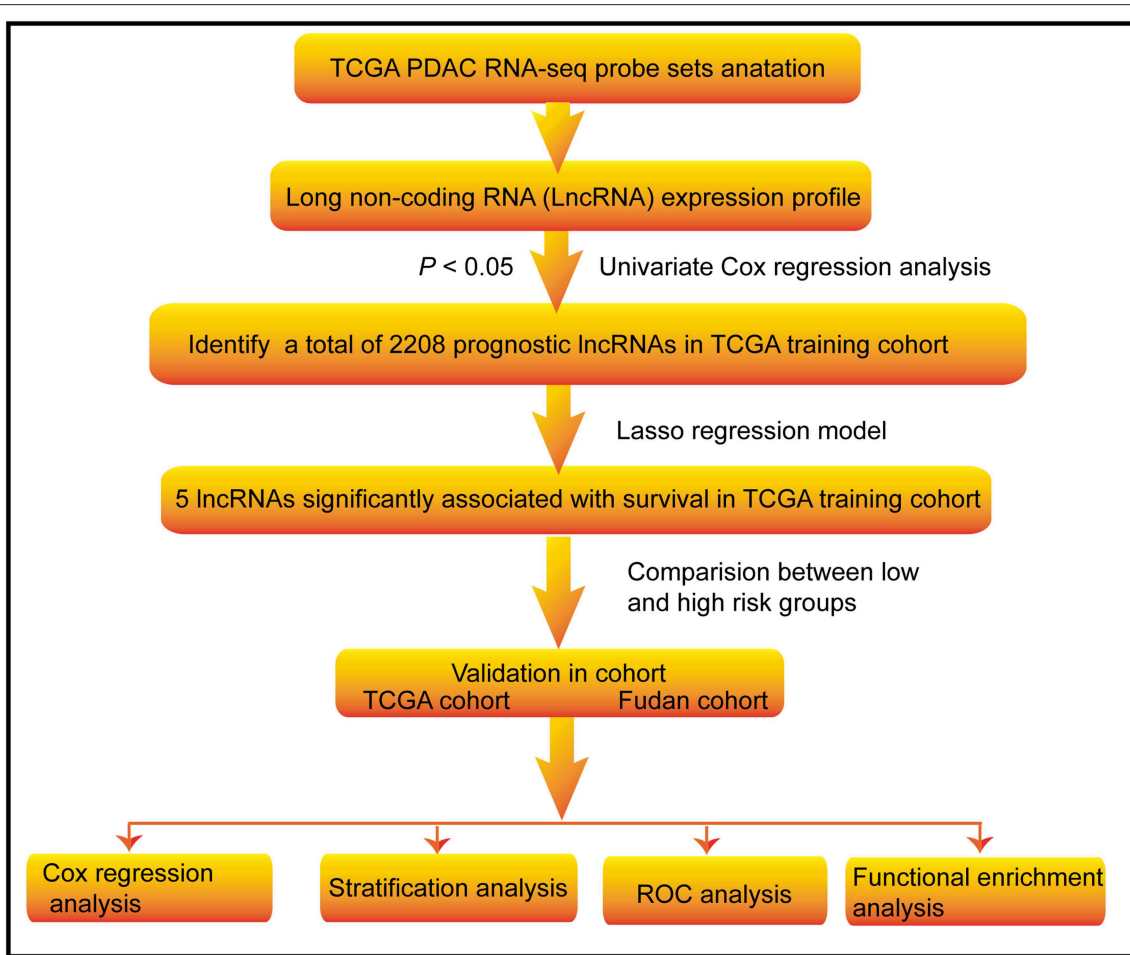 TCGA PDAC RNA-seq probe sets anatation
Long non-coding RNA (LncRNA) expression profile
P < 0.05 Univariate Cox regression analysis
Identify a total of 2208 prognostic lncRNAs in TCGA training cohort
Lasso regression model
5 lncRNAs significantly associated with survival in TCGA training cohort
Comparision between low
and high risk groups
Validation in cohort
TCGA cohort Fudan cohort
Cox regression
analysis
Stratification analysis
ROC analysis
Functional enrichment
analysis